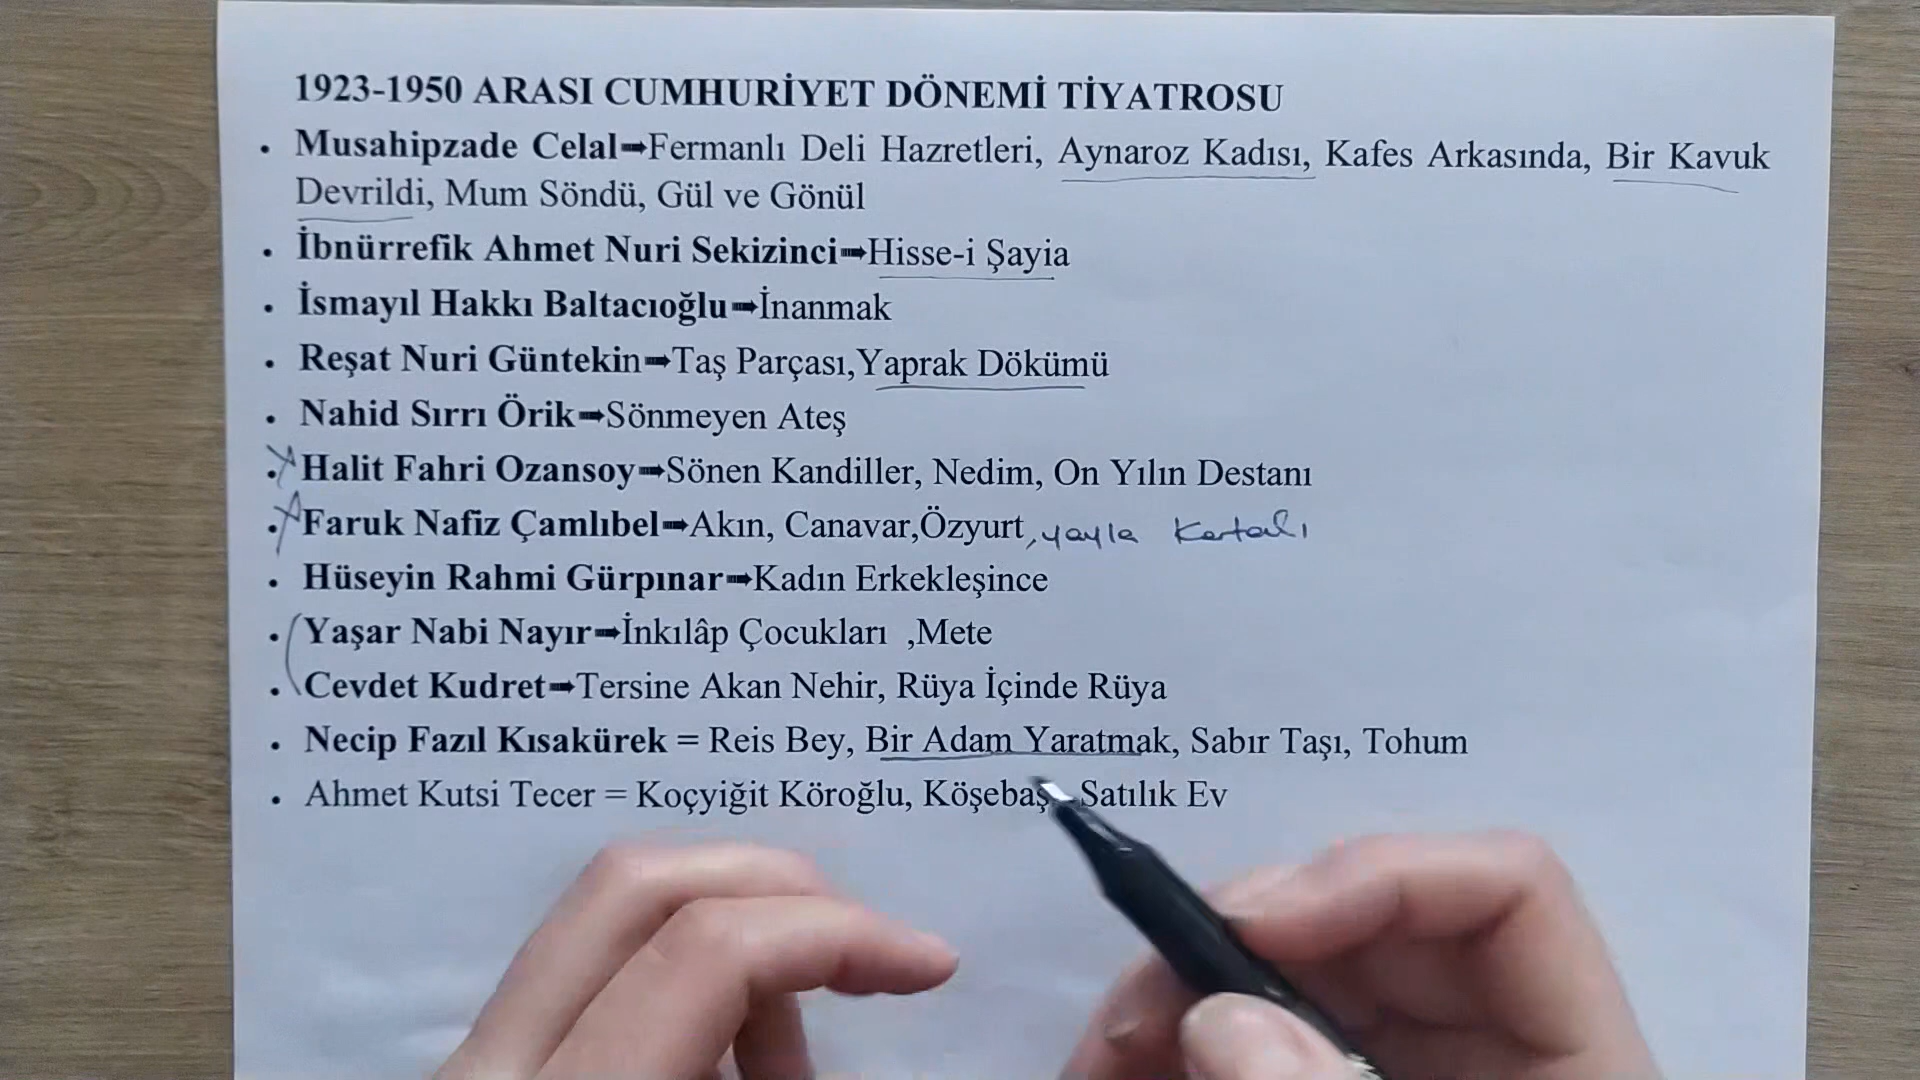 1923-1950 ARASI CUMHURİYET DÖNEMİ TİYATROSU
• Musahipzade Celal➡Fermanlı Deli Hazretleri, Aynaroz Kadısı, Kafes Arkasında, Bir Kavuk
Devrildi, Mum Söndü, Gül ve Gönül
• İbnürrefik Ahmet Nuri Sekizinci➡Hisse-i Şayia
• İsmayıl Hakkı Baltacıoğlu➡İnanmak
• Reşat Nuri Güntekin➡Taş Parçası,Yaprak Dökümü
• Nahid Sırrı Örik➡Sönmeyen Ateş
• Halit Fahri Ozansoy➡Sönen Kandiller, Nedim, On Yılın Destanı
• Faruk Nafiz Çamlıbel➡Akın, Canavar,Özyurt, yayla Kartalı
• Hüseyin Rahmi Gürpınar➡Kadın Erkekleşince
• Yaşar Nabi Nayır➡İnkılâp Çocukları ,Mete
• Cevdet Kudret➡Tersine Akan Nehir, Rüya İçinde Rüya
• Necip Fazıl Kısakürek = Reis Bey, Bir Adam Yaratmak, Sabır Taşı, Tohum
• Ahmet Kutsi Tecer = Koçyiğit Köroğlu, Satılık Ev